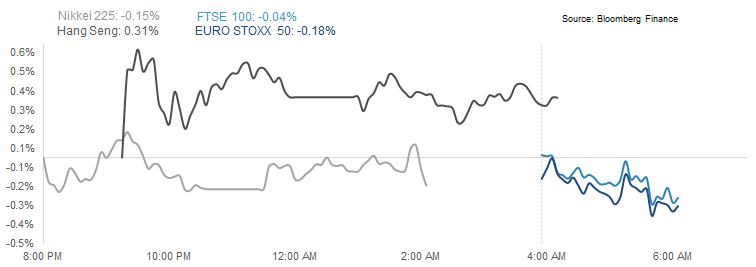 Nikkei 225: -0.15% FTSE 100: -0.04%
Hang Seng: 0.31% EURO STOXX 50: -0.18%
Source: Bloomberg Finance
0.6%
0.5%
0.4%
0.3%
0.2%
0.1%
-0.1%
-0.2%
-0.3%
-0.4%
-0.5%
8:00 PM 10:00 PM 12:00 AM 2:00 AM 4:00 AM 6:00 AM